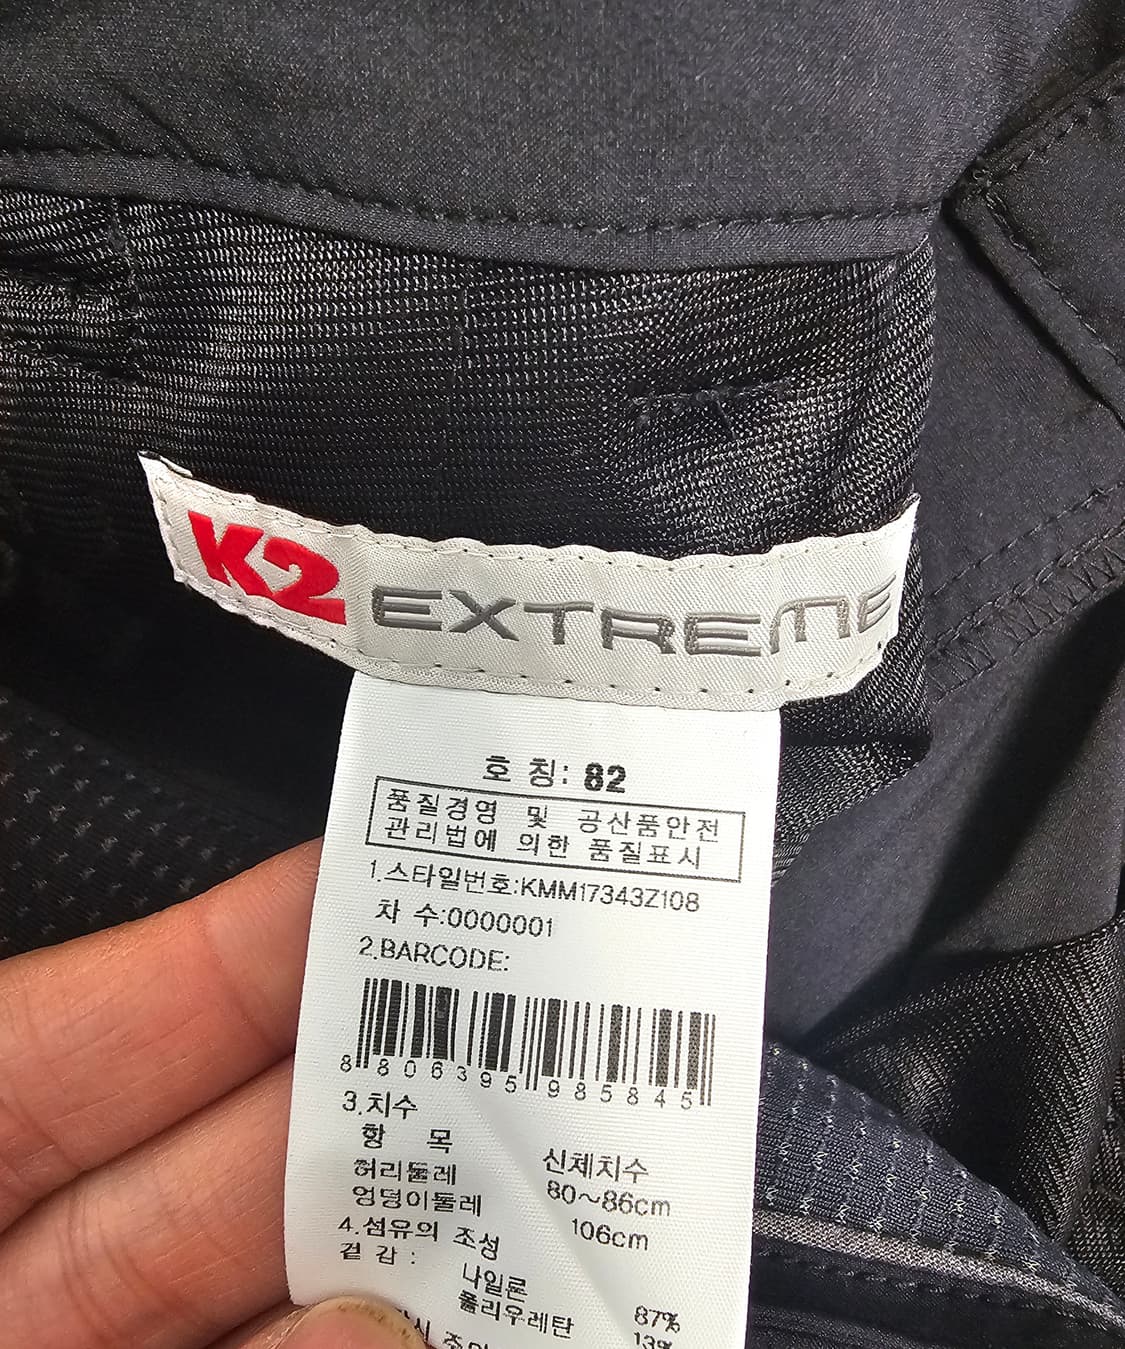 K2 EXTREME
호 칭: 82
품질경영 및 공산품안전
관리법에 의한 품질표시
1.스타일번호:KMM17343Z108
차 수:0000001
2.BARCODE:
8 806395 985845
3.치수
항 목 신체치수
허리둘레 80~86cm
엉덩이둘레 106cm
4.섬유의 조성
겉 감 :
나일론 87%
폴리우레탄 13%